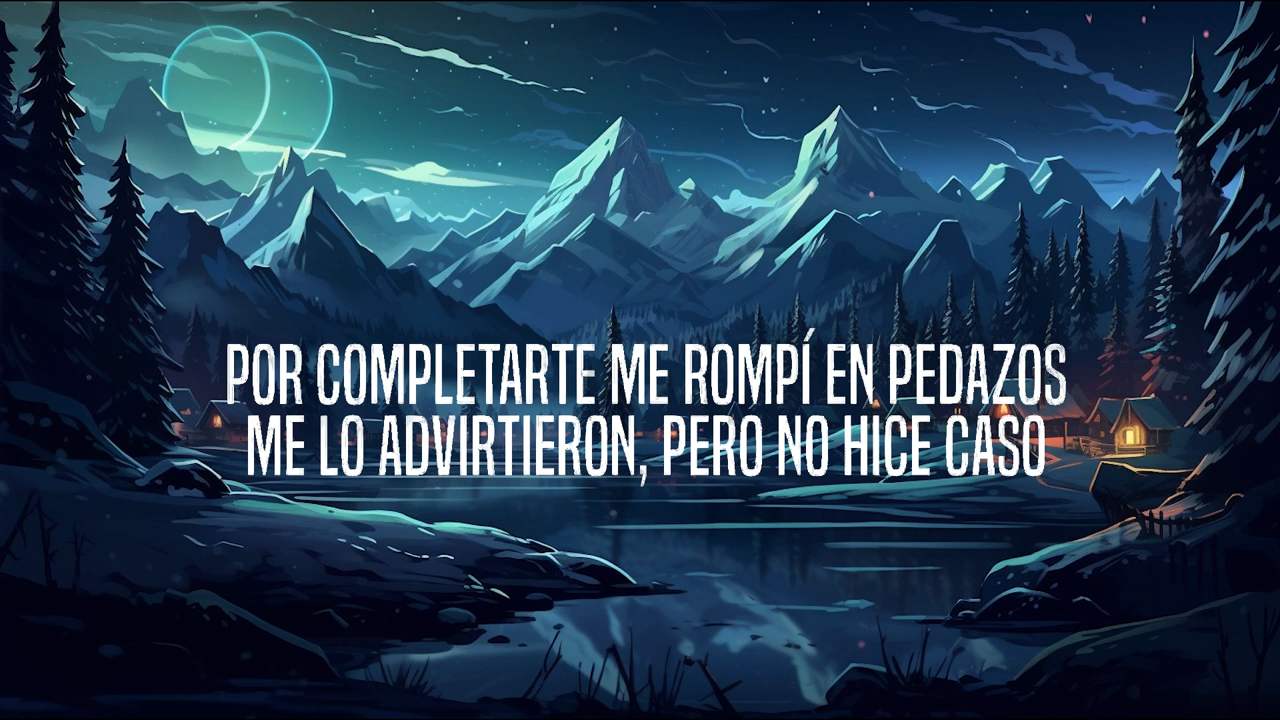 POR COMPLETARTE ME ROMPÍ EN PEDAZOS
ME LO ADVIRTIERON, PERO NO HICE CASO